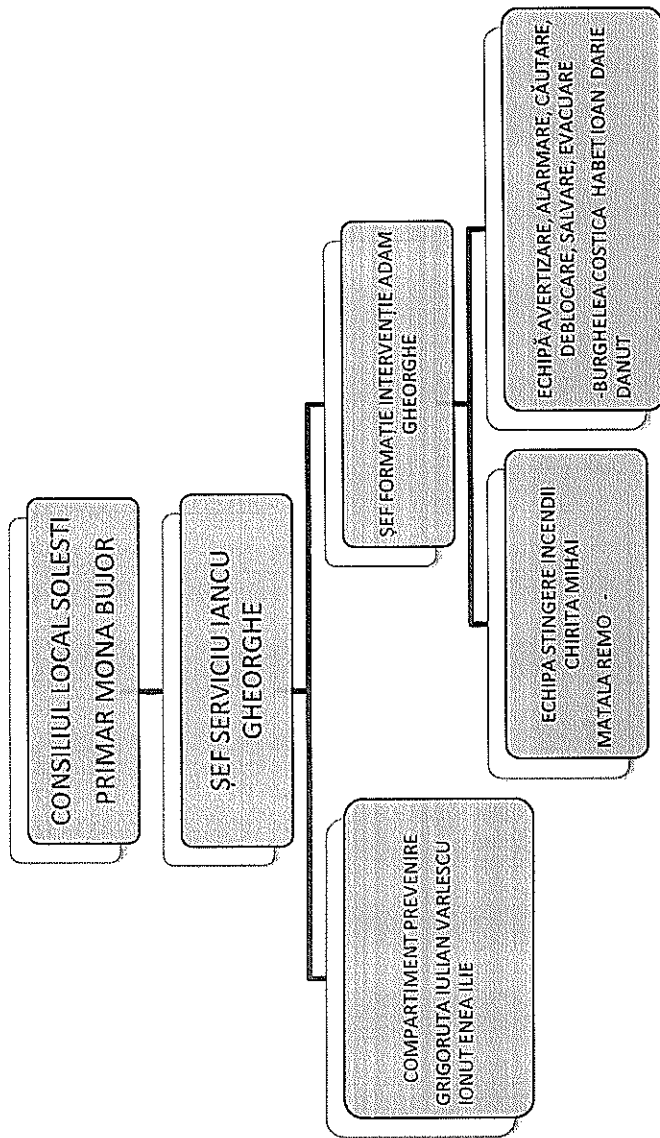 CONSILIUL LOCAL SOLESTI
PRIMAR MONA BUJOR
ȘEF SERVICIU IANCU
GHEORGHE
COMPARTIMENT PREVENIRE
GRIGORUTA IULIAN VARLESCU
IONUT ENEA ILIE
ȘEF FORMAȚIE INTERVENȚIE ADAM
GHEORGHE
ECHIPA STINGERE INCENDII
CHIRITA MIHAI
MATALA REMO -
ECHIPĂ AVERTIZARE, ALARMARE, CĂUTARE,
DEBLOCARE, SALVARE, EVACUARE
-BURGHELEA COSTICA HABET IOAN DARIE
DANUT